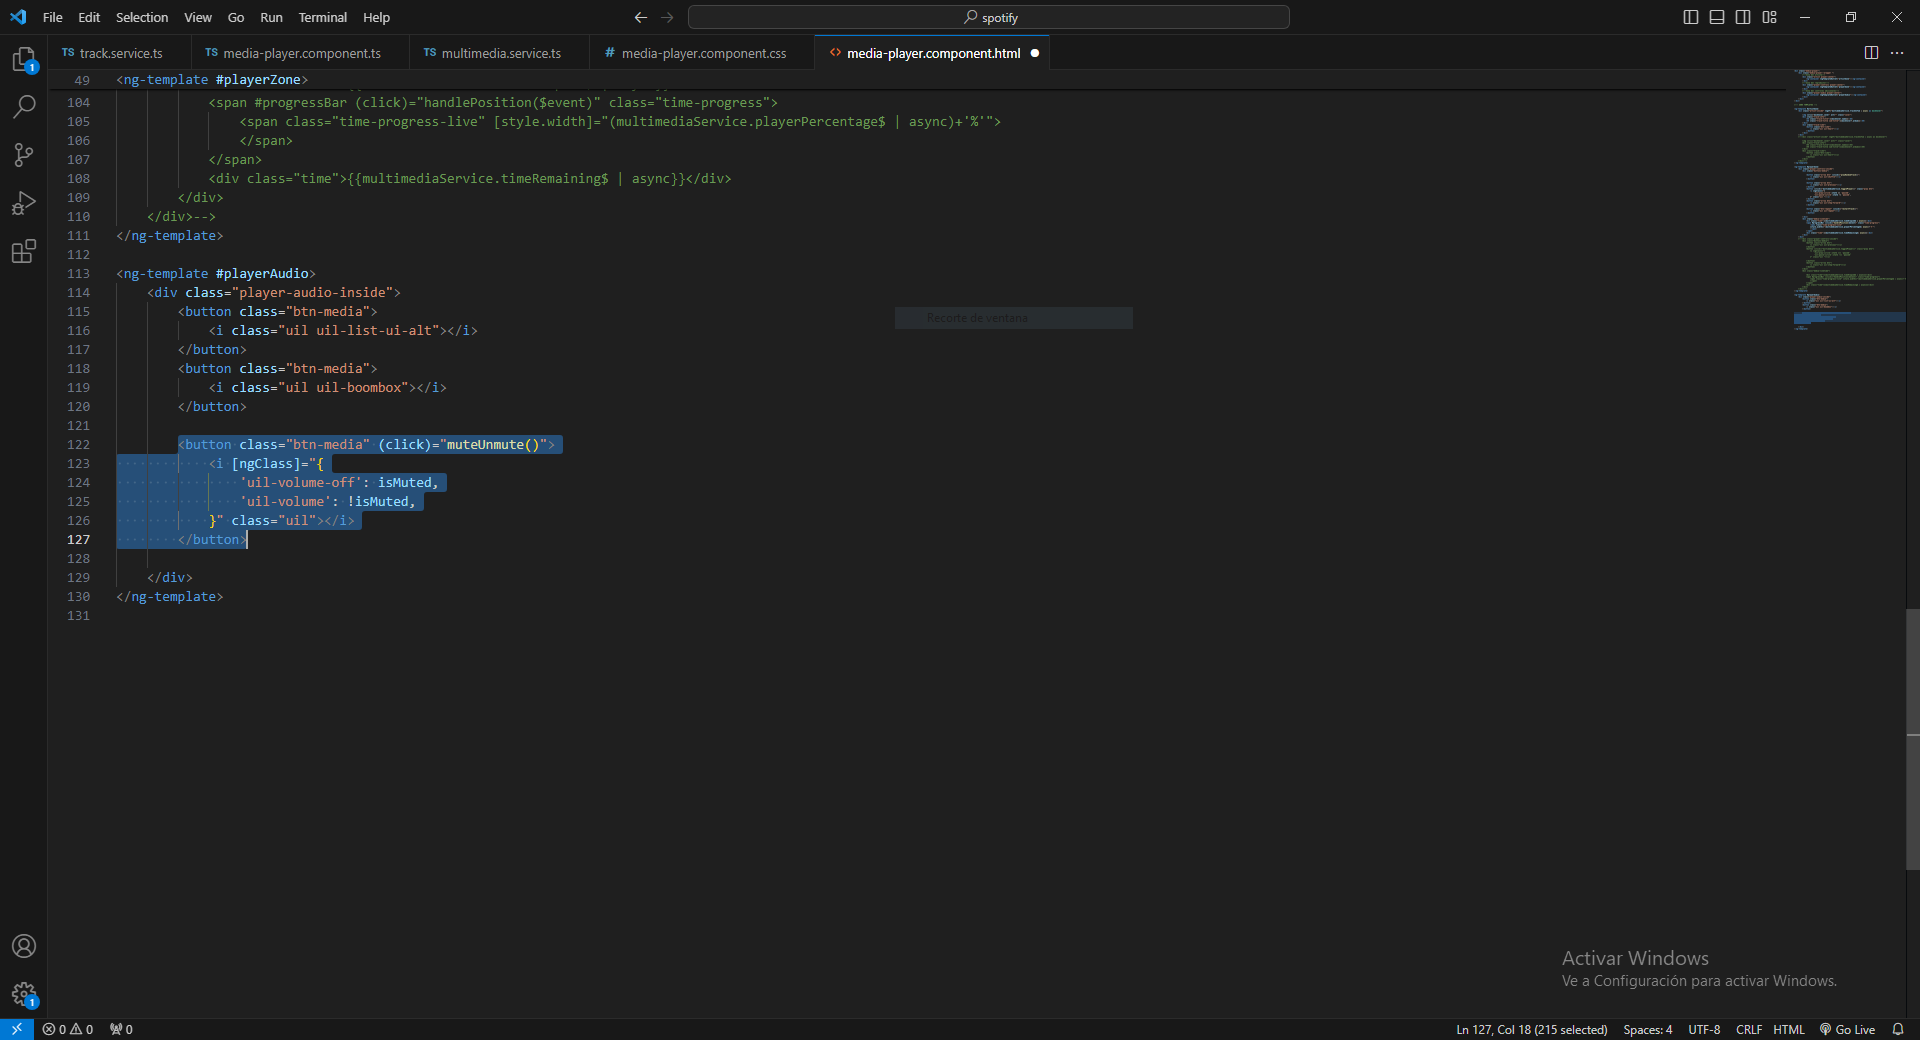 File Edit Selection View Go Run Terminal Help
spotify
track.service.ts
media-player.component.ts
multimedia.service.ts
media-player.component.css
media-player.component.html
49 <ng-template #playerZone>
104 <span #progressBar (click)="handlePosition($event)" class="time-progress">
105 <span class="time-progress-live" [style.width]="(multimediaService.playerPercentage$ | async)+'%'">
106 </span>
107 </span>
108 <div class="time">{{multimediaService.timeRemaining$ | async}}</div>
109 </div>
110 </div>-->
111 </ng-template>
112
113 <ng-template #playerAudio>
114 <div class="player-audio-inside">
115 <button class="btn-media">
116 <i class="uil uil-list-ui-alt"></i>
117 </button>
118 <button class="btn-media">
119 <i class="uil uil-boombox"></i>
120 </button>
121
122 <button class="btn-media" (click)="muteUnmute()">
123 <i [ngClass]="{
124 'uil-volume-off': isMuted,
125 'uil-volume': !isMuted,
126 }" class="uil"></i>
127 </button>
128
129 </div>
130 </ng-template>
131
Recorte de ventana
Activar Windows
Ve a Configuración para activar Windows.
0 0 0
Ln 127, Col 18 (215 selected) Spaces: 4 UTF-8 CRLF HTML Go Live